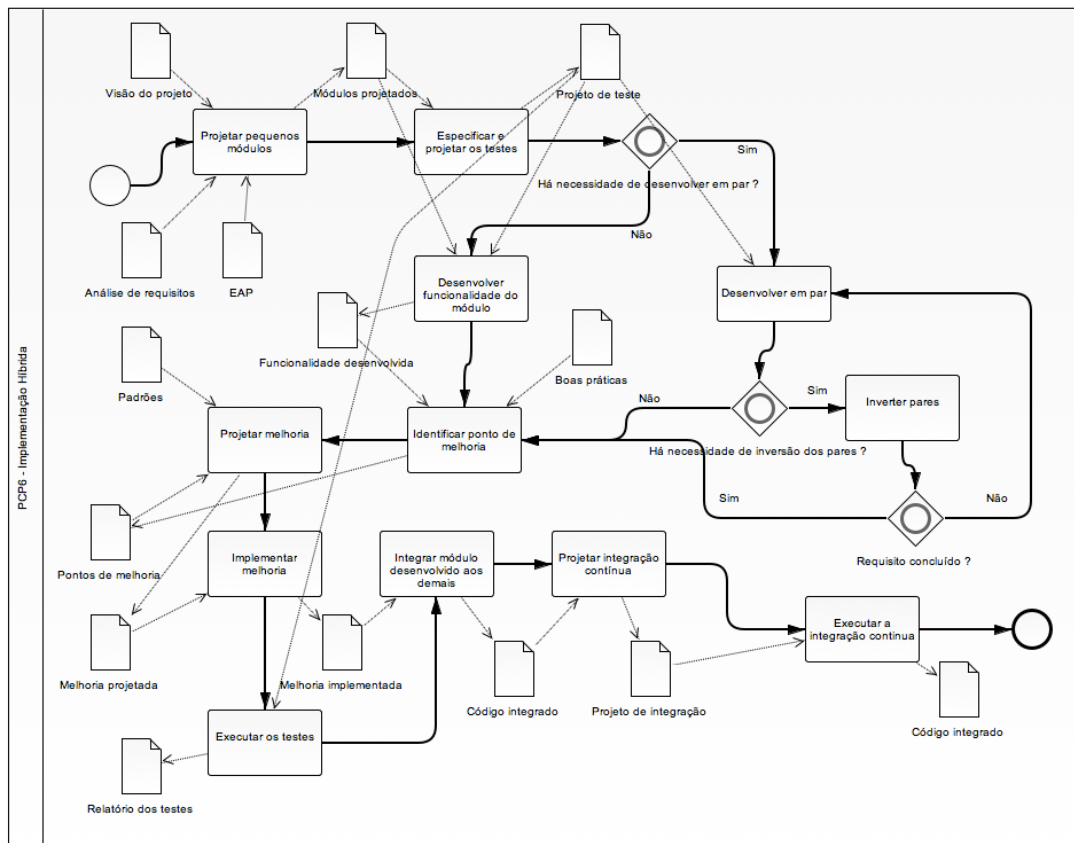 PCP6 - Implementação Híbrida
Visão do projeto
Módulos projetados
Projeto de teste
Projetar pequenos
módulos
Especificar e
projetar os testes
Sim
Há necessidade de desenvolver em par ?
Não
Análise de requisitos
EAP
Desenvolver
funcionalidade do
módulo
Desenvolver em par
Funcionalidade desenvolvida
Boas práticas
Padrões
Projetar melhoria
Identificar ponto de
melhoria
Não
Sim
Inverter pares
Há necessidade de inversão dos pares ?
Sim
Não
Requisito concluído ?
Pontos de melhoria
Implementar
melhoria
Integrar módulo
desenvolvido aos
demais
Projetar integração
contínua
Executar a
integração continua
Melhoria projetada
Melhoria implementada
Código integrado
Projeto de integração
Código integrado
Executar os testes
Relatório dos testes